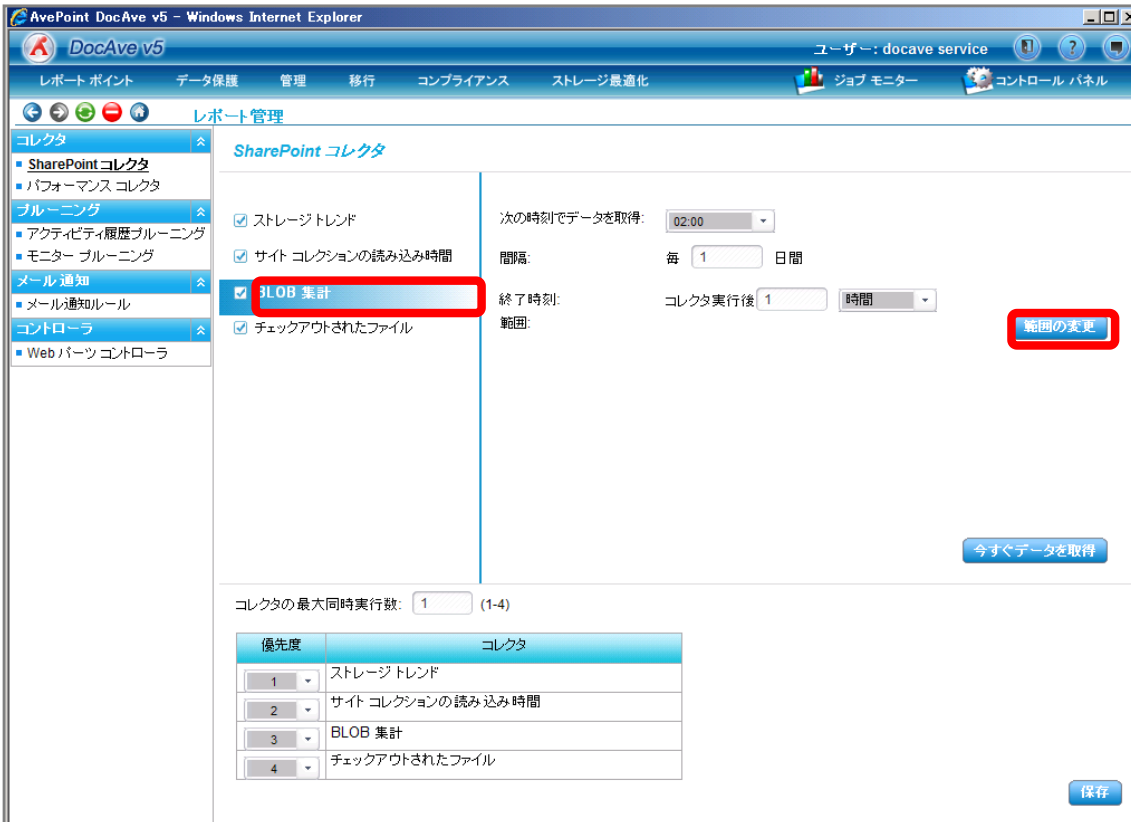 AvePoint DocAve v5 - Windows Internet Explorer
DocAve v5
ユーザー: docave service
レポート ポイント データ保護 管理 移行 コンプライアンス ストレージ最適化 ジョブ モニター コントロール パネル
レポート管理
コレクタ
SharePoint コレクタ
パフォーマンス コレクタ
プルーニング
アクティビティ履歴プルーニング
モニター プルーニング
メール 通知
メール通知ルール
コントローラ
Web パーツ コントローラ
SharePoint コレクタ
ストレージ トレンド
サイト コレクションの読み込み時間
BLOB 集計
チェックアウトされたファイル
次の時刻でデータを取得: 02:00
間隔: 毎 1 日間
終了時刻: コレクタ実行後 1 時間
範囲:
範囲の変更
今すぐデータを取得
コレクタの最大同時実行数: 1 (1-4)
優先度 コレクタ
1 ストレージ トレンド
2 サイト コレクションの読み込み時間
3 BLOB 集計
4 チェックアウトされたファイル
保存